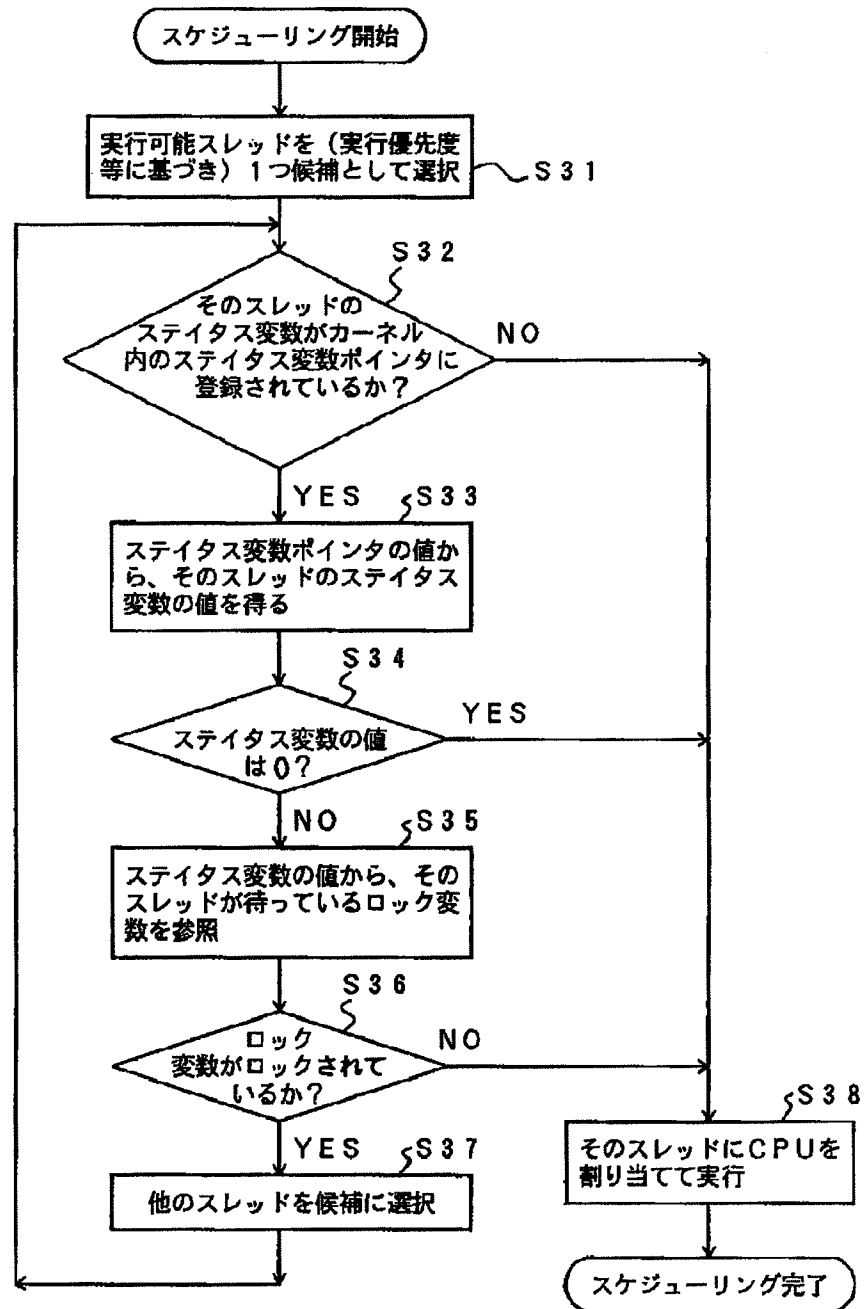 スケジューリング開始
実行可能スレッドを（実行優先度
等に基づき）１つ候補として選択
Ｓ３１
Ｓ３２
そのスレッドの
ステイタス変数がカーネル
内のステイタス変数ポインタに
登録されているか？
ＮＯ
ＹＥＳ
Ｓ３３
ステイタス変数ポインタの値か
ら、そのスレッドのステイタス
変数の値を得る
Ｓ３４
ステイタス変数の値
は０？
ＹＥＳ
ＮＯ
Ｓ３５
ステイタス変数の値から、その
スレッドが待っているロック変
数を参照
Ｓ３６
ロック
変数がロックされて
いるか？
ＮＯ
ＹＥＳ
Ｓ３７
他のスレッドを候補に選択
Ｓ３８
そのスレッドにＣＰＵを
割り当てて実行
スケジューリング完了